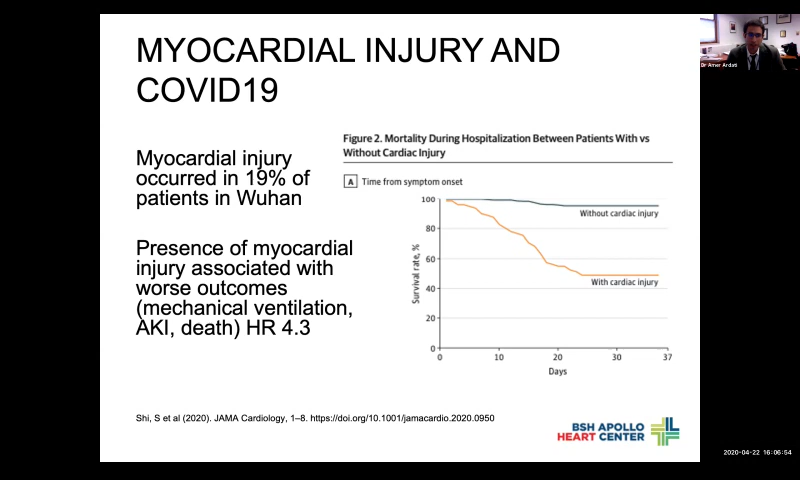 MYOCARDIAL INJURY AND
COVID19
Dr Amer Ardati
Myocardial injury
occurred in 19% of
patients in Wuhan
Presence of myocardial
injury associated with
worse outcomes
(mechanical ventilation,
AKI, death) HR 4.3
Figure 2. Mortality During Hospitalization Between Patients With vs
Without Cardiac Injury
A Time from symptom onset
100
80
60
40
20
0
Survival rate, %
Without cardiac injury
With cardiac injury
0 10 20 30 37
Days
Shi, S et al (2020). JAMA Cardiology, 1–8. https://doi.org/10.1001/jamacardio.2020.0950
BSH APOLLO
HEART CENTER
2020-04-22 16:06:54